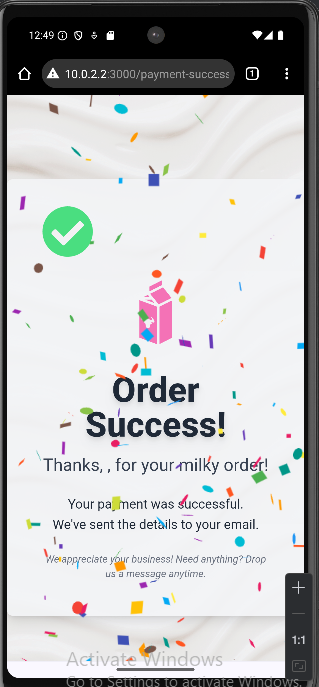 12:49
10.0.2.2:3000/payment-success
1
Order
Success!
Thanks, , for your milky order!
Your payment was successful.
We've sent the details to your email.
We appreciate your business! Need anything? Drop
us a message anytime.
1:1
Activate Windows
Go to Settings to activate Windows.